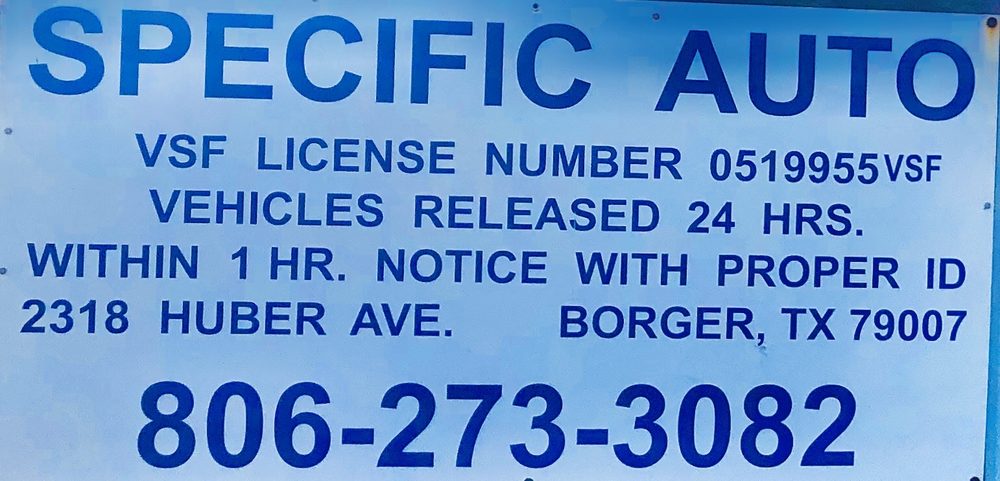 SPECIFIC AUTO
VSF LICENSE NUMBER 0519955VSF
VEHICLES RELEASED 24 HRS.
WITHIN 1 HR. NOTICE WITH PROPER ID
2318 HUBER AVE. BORGER, TX 79007
806-273-3082